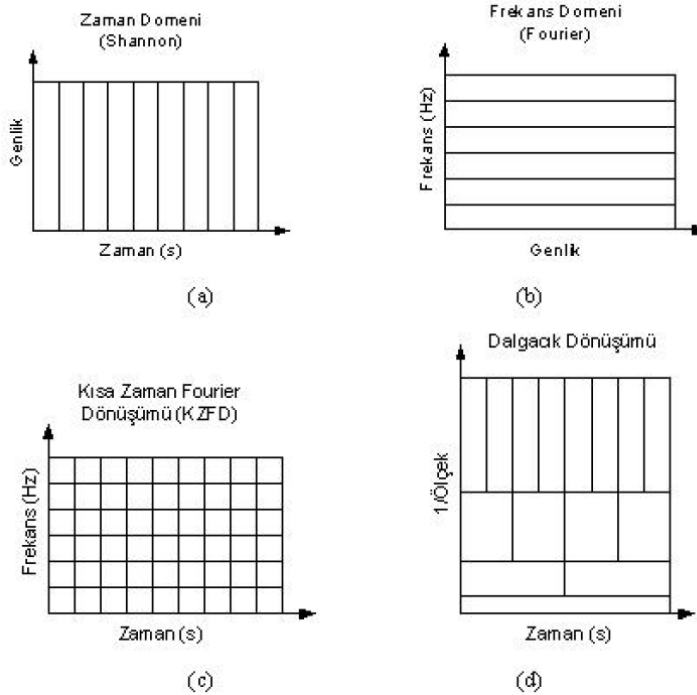 Zaman Domeni
(Shannon)
Genlik
Zaman (s)
(a)
Frekans Domeni
(Fourier)
Frekans (Hz)
Genlik
(b)
Kısa Zaman Fourier
Dönüşümü (KZFD)
Frekans (Hz)
Zaman (s)
(c)
Dalgacık Dönüşümü
1/Ölçek
Zaman (s)
(d)